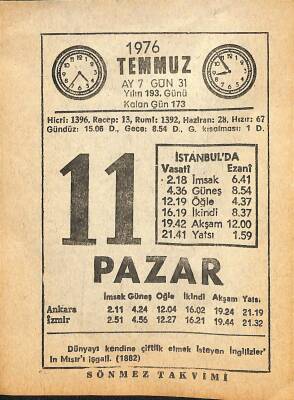 1976
TEMMUZ
AY 7 GÜN 31
Yılın 193. Günü
Kalan Gün 173
Hicrî: 1396, Recep: 13, Rumî: 1392, Haziran: 28, Hızır: 67
Gündüz: 15.06 D., Gece: 8.54 D., G. kısalması: 1 D.
11
İSTANBUL'DA
Vasatî Ezanî
2.18 İmsak 6.41
4.36 Güneş 8.54
12.19 Öğle 4.37
16.19 İkindi 8.37
19.42 Akşam 12.00
21.41 Yatsı 1.59
PAZAR
İmsak Güneş Öğle İkindi Akşam Yatsı
Ankara 2.11 4.24 12.04 16.02 19.24 21.19
İzmir 2.51 4.56 12.27 16.21 19.44 21.32
Dünyayı kendine çiftlik etmek isteyen İngilizler'
in Mısır'ı işgali. (1882)
SÖNMEZ TAKVİMİ